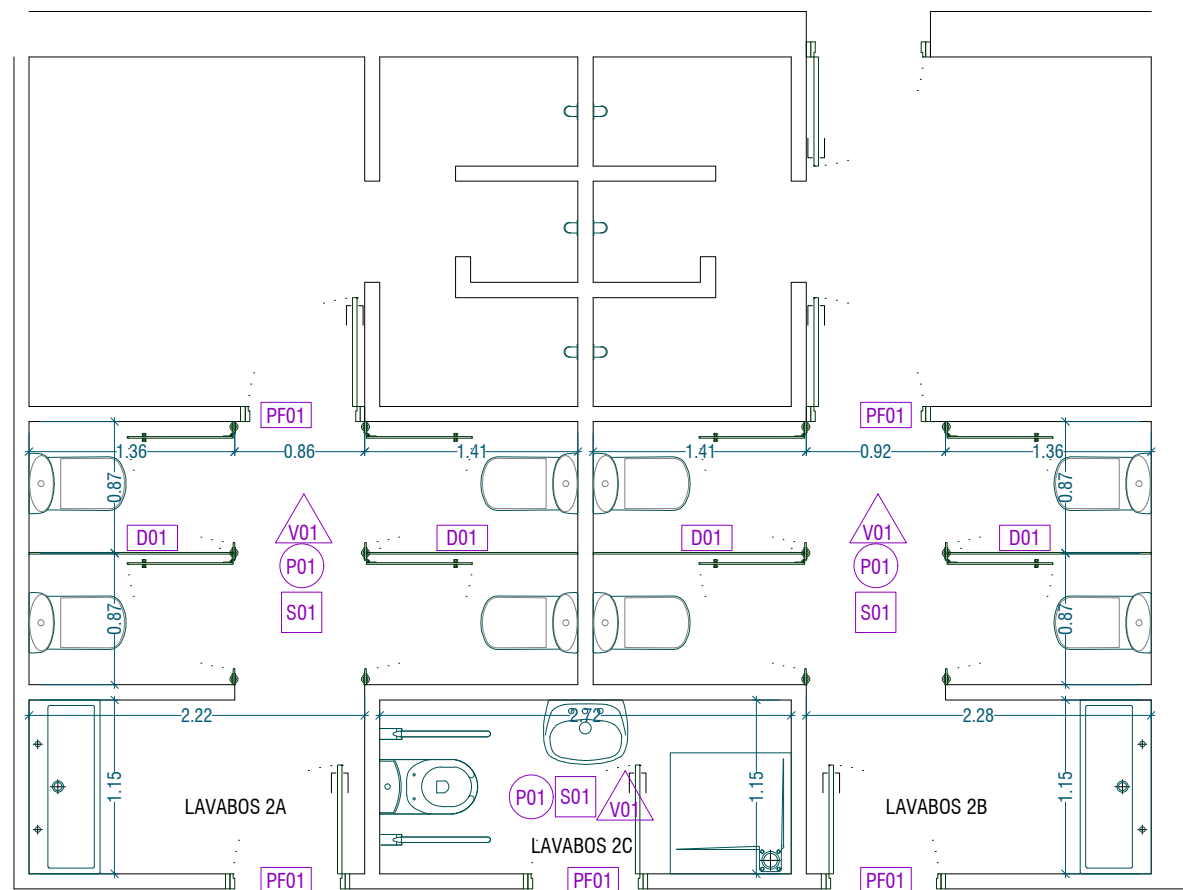 PF01 PF01
1.36 0.86 1.41 1.41 0.92 1.36
0.87 0.87
V01 V01
D01 D01 D01 D01
P01 P01
S01 S01
0.87 0.87
2.22 2.72 2.28
1.15 1.15 1.15
P01 S01 V01
LAVABOS 2A LAVABOS 2B
LAVABOS 2C
PF01 PF01 PF01